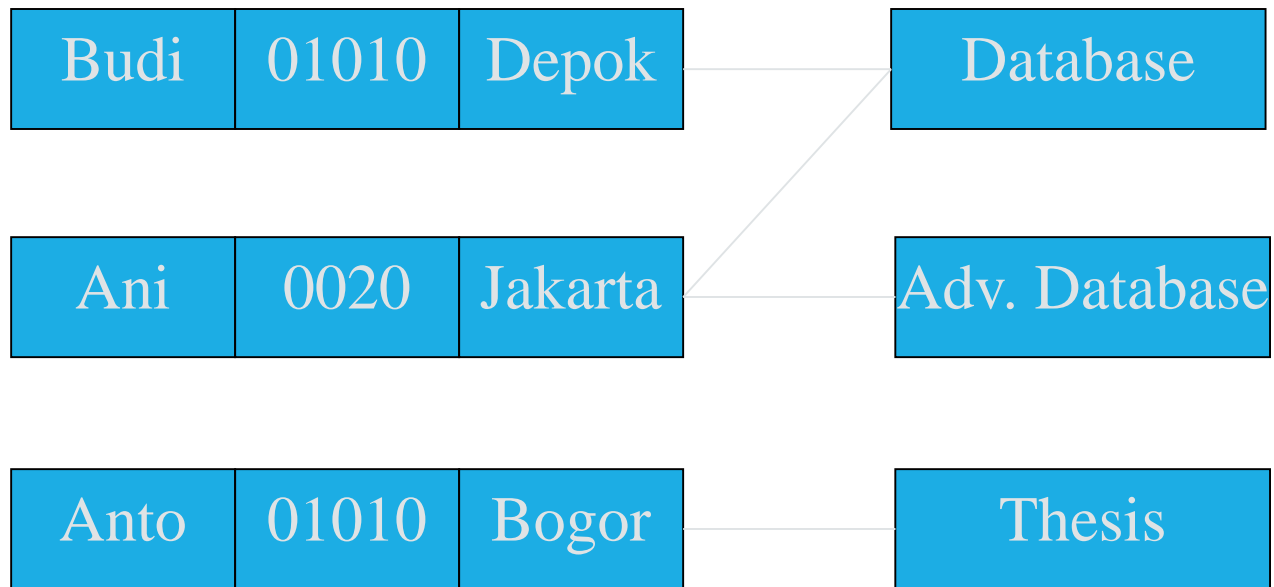 Budi 01010 Depok Database
Ani 0020 Jakarta Adv. Database
Anto 01010 Bogor Thesis